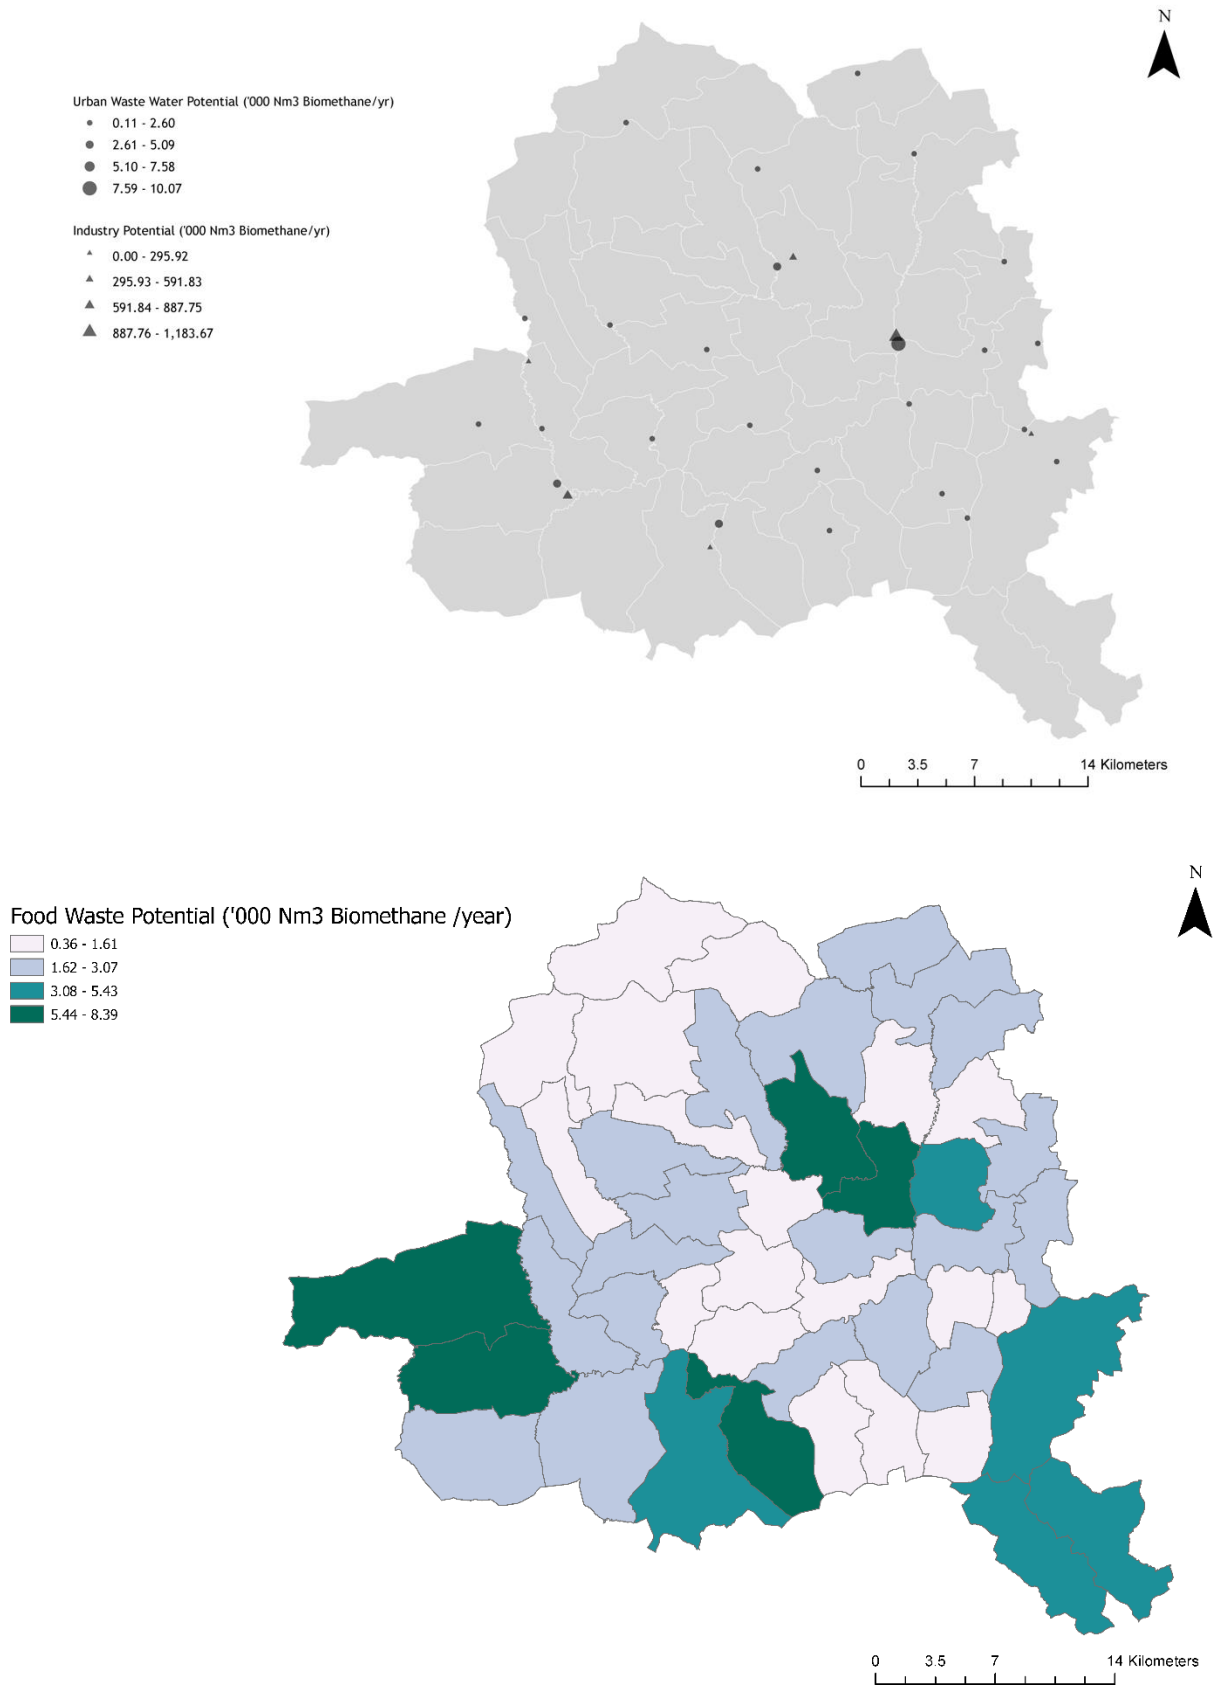 N
Urban Waste Water Potential ('000 Nm3 Biomethane/yr)
0.11 - 2.60
2.61 - 5.09
5.10 - 7.58
7.59 - 10.07
Industry Potential ('000 Nm3 Biomethane/yr)
0.00 - 295.92
295.93 - 591.83
591.84 - 887.75
887.76 - 1,183.67
0 3.5 7 14 Kilometers
N
Food Waste Potential ('000 Nm3 Biomethane /year)
0.36 - 1.61
1.62 - 3.07
3.08 - 5.43
5.44 - 8.39
0 3.5 7 14 Kilometers